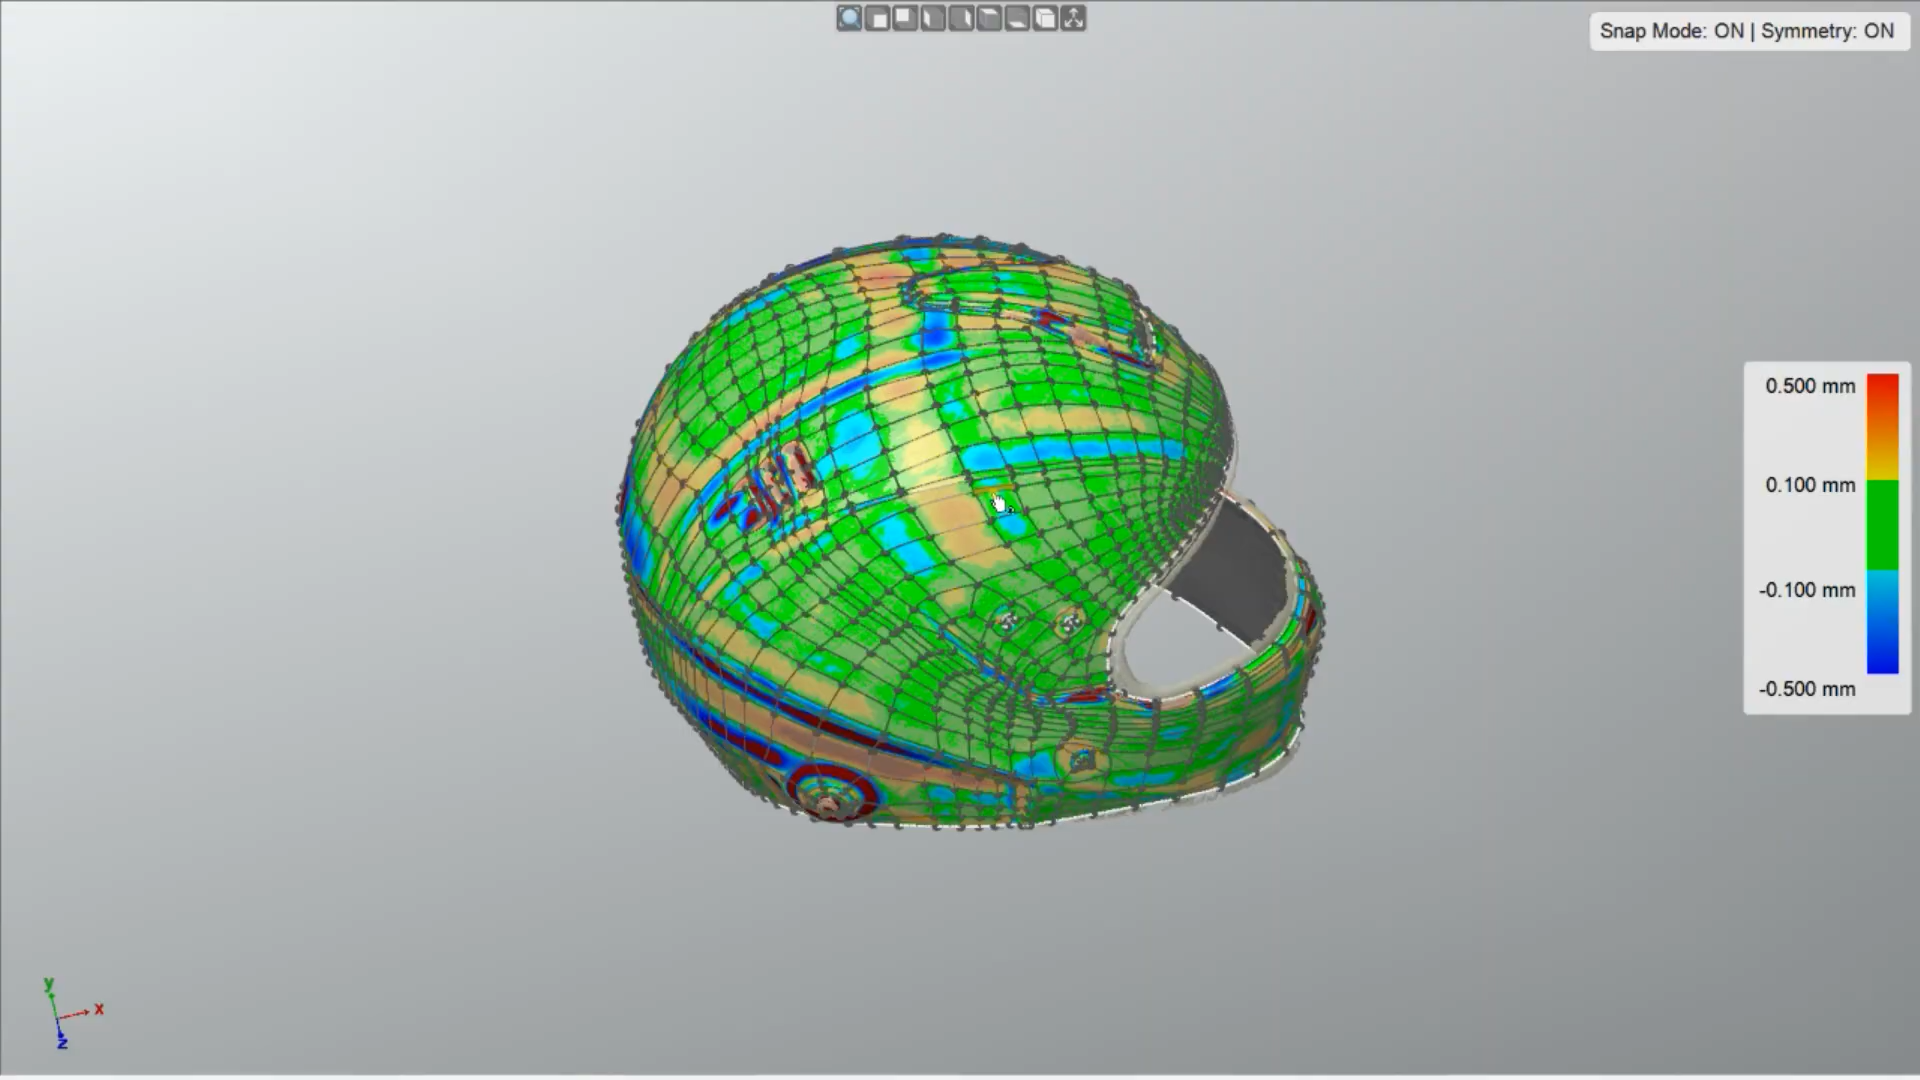 Snap Mode: ON | Symmetry: ON
0.500 mm
0.100 mm
-0.100 mm
-0.500 mm
y
x
z